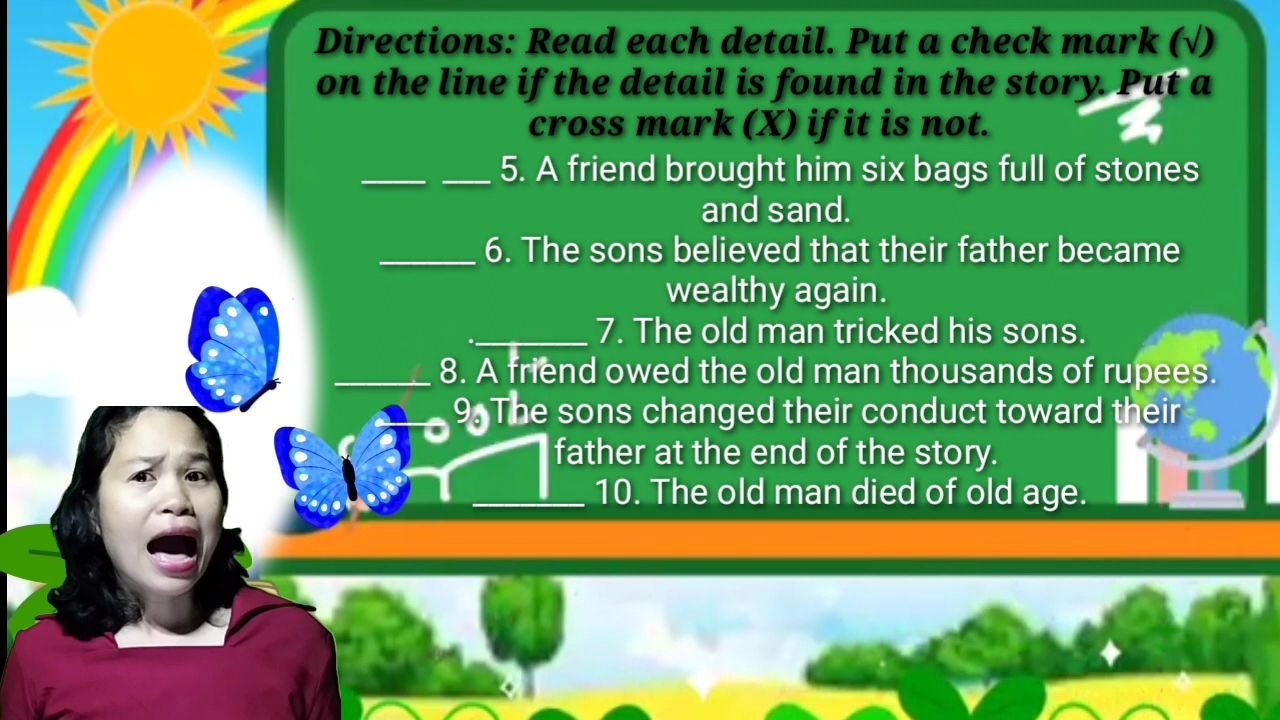 Directions: Read each detail. Put a check mark (√)
on the line if the detail is found in the story. Put a
cross mark (X) if it is not.
____ ___ 5. A friend brought him six bags full of stones
and sand.
______ 6. The sons believed that their father became
wealthy again.
._______ 7. The old man tricked his sons.
______ 8. A friend owed the old man thousands of rupees.
____ 9. The sons changed their conduct toward their
father at the end of the story.
_______ 10. The old man died of old age.